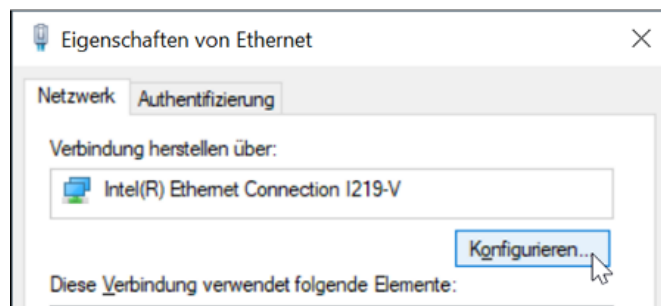 Eigenschaften von Ethernet
Netzwerk Authentifizierung
Verbindung herstellen über:
Intel(R) Ethernet Connection I219-V
Konfigurieren...
Diese Verbindung verwendet folgende Elemente: